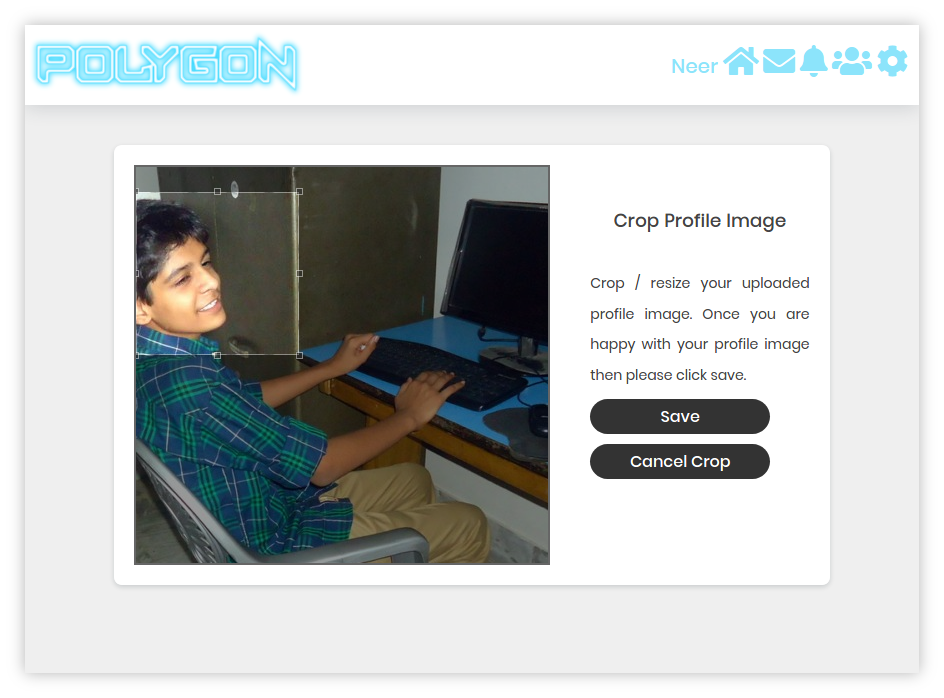 POLYGON
Neer
Crop Profile Image
Crop / resize your uploaded
profile image. Once you are
happy with your profile image
then please click save.
Save
Cancel Crop